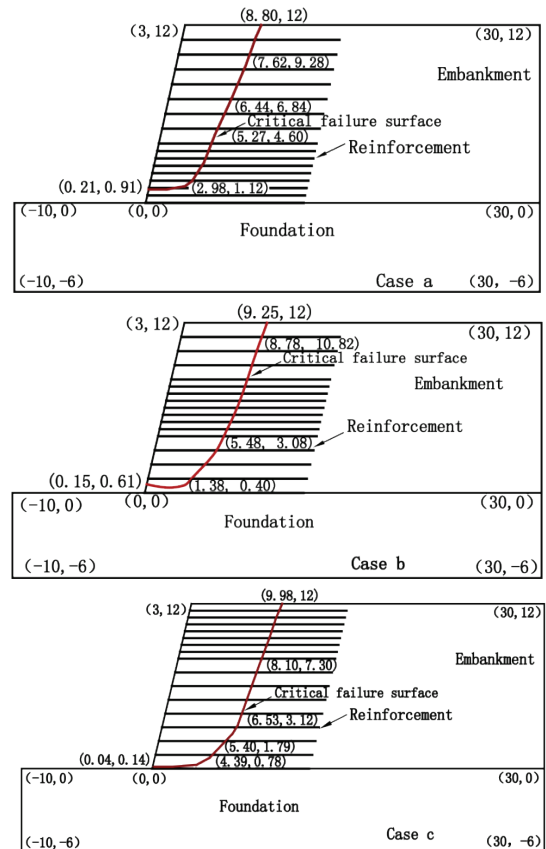 (8.80, 12)
(3, 12)
(30, 12)
(7.62, 9.28)
Embankment
(6.44, 6.84)
Critical failure surface
(5.27, 4.60)
Reinforcement
(0.21, 0.91)
(2.98, 1.12)
(-10, 0)
(0, 0)
(30, 0)
Foundation
(-10, -6)
Case a
(30, -6)
(9.25, 12)
(3, 12)
(30, 12)
(8.78, 10.82)
Critical failure surface
Embankment
Reinforcement
(5.48, 3.08)
(0.15, 0.61)
(1.38, 0.40)
(-10, 0)
(0, 0)
(30, 0)
Foundation
(-10, -6)
Case b
(30, -6)
(9.98, 12)
(3, 12)
(30, 12)
(8.10, 7.30)
Embankment
Critical failure surface
(6.53, 3.12)
Reinforcement
(5.40, 1.79)
(0.04, 0.14)
(4.39, 0.78)
(-10, 0)
(0, 0)
(30, 0)
Foundation
(-10, -6)
Case c
(30, -6)